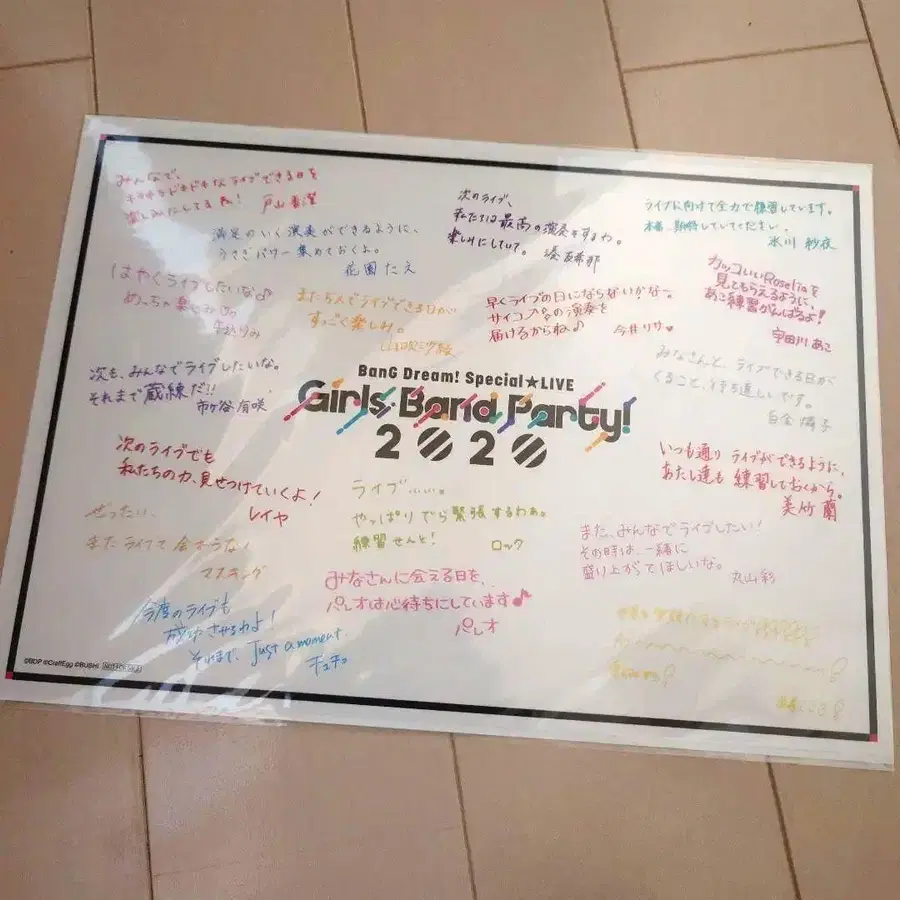 みんなで、
キラキラドキドキなライブできる日を
楽しみにしてるね! 戸山香澄
満足のいく演奏ができるように、
うさぎパワー集めておくよ。
花園たえ
はやくライブしたいな♪
めっちゃ楽しみ
牛込りみ
また5人でライブできる日が
すっごく楽しみ。
山吹沙綾
次も、みんなでライブしたいな。
それまで蔵練だ!!
市ヶ谷有咲
次のライブ、
私たちは最高の演奏をするわ。
楽しみにしていて。 湊友希那
ライブに向けて全力で練習しています。
本番、期待していてください。
氷川紗夜
カッコいいRoseliaを
見てもらえるように、
あこ練習がんばるよ!
宇田川あこ
早くライブの日にならないかなー。
サイコーの演奏を
届けるからね♪ 今井リサ
みなさんと、ライブできる日が
くること、待ち遠しいです。
白金燐子
BanG Dream! Special★LIVE
Girls Band Party!
2020
次のライブでも
私たちの力、見せつけていくよ!
レイヤ
ぜったい、
またライブで会おうな!
マスキング
ライブ……。
やっぱりでら緊張するわぁ。
練習せんと! ロック
みなさんに会える日を、
パレオは心待ちにしています♪
パレオ
今度のライブも
成功させるわよ!
それまで、Just a moment.
チュチュ
いつも通りライブができるように、
あたし達も練習しておくから。
美竹蘭
また、みんなでライブしたい!
その時は、一緒に
盛り上がってほしいな。
丸山彩
©BDP ©CraftEgg ©BUSHI